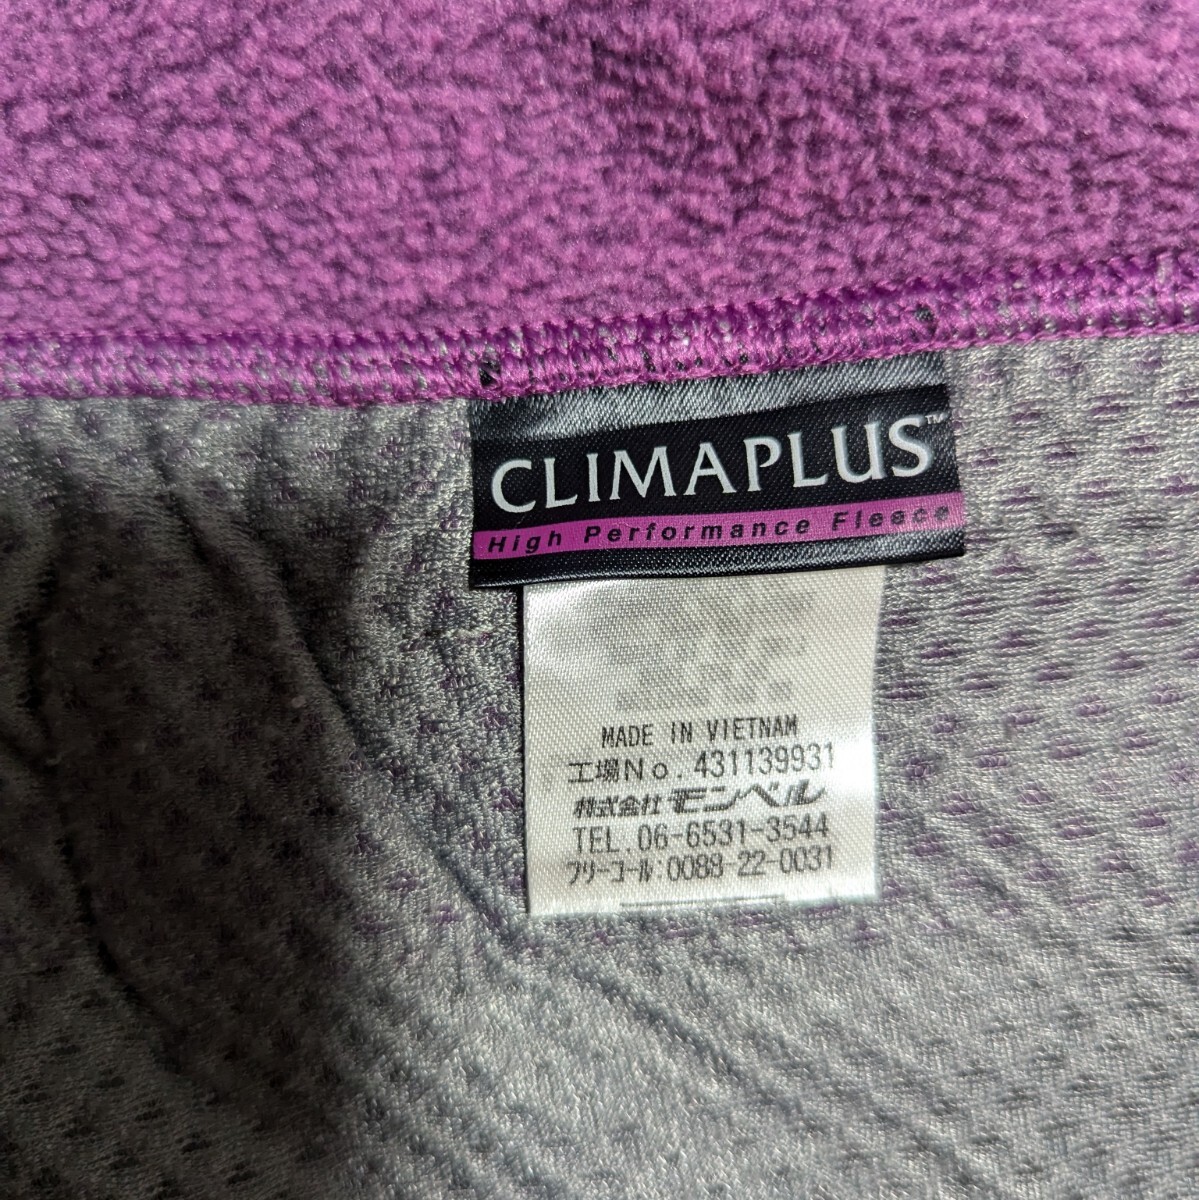 CLIMAPLUS™
High Performance Fleece
MADE IN VIETNAM
工場No.431139931
株式会社モンベル
TEL.06-6531-3544
フリーコール:0088-22-0031